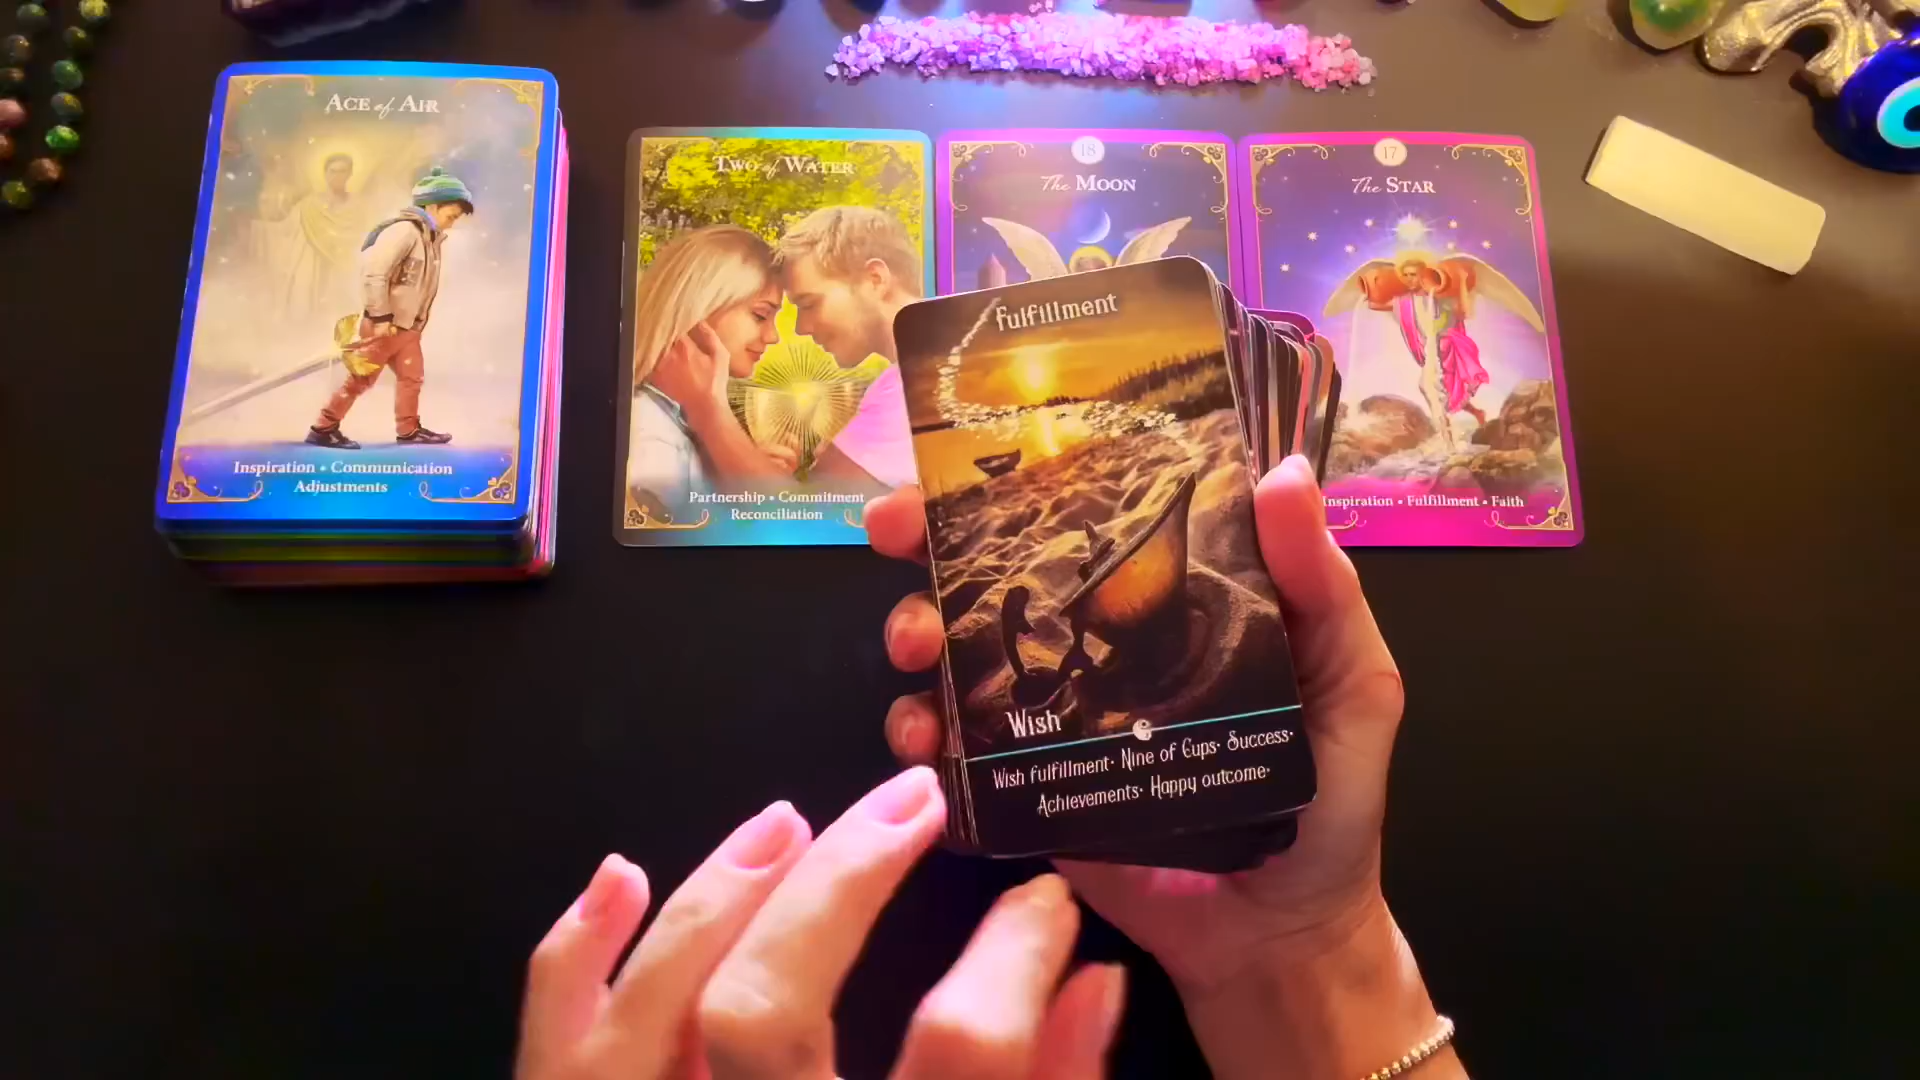 Ace of Air
Inspiration • Communication
Adjustments
Two of Water
Partnership • Commitment
Reconciliation
18
The Moon
17
The Star
Inspiration • Fulfillment • Faith
Fulfillment
Wish
Wish fulfillment· Nine of Cups· Success·
Achievements· Happy outcome·